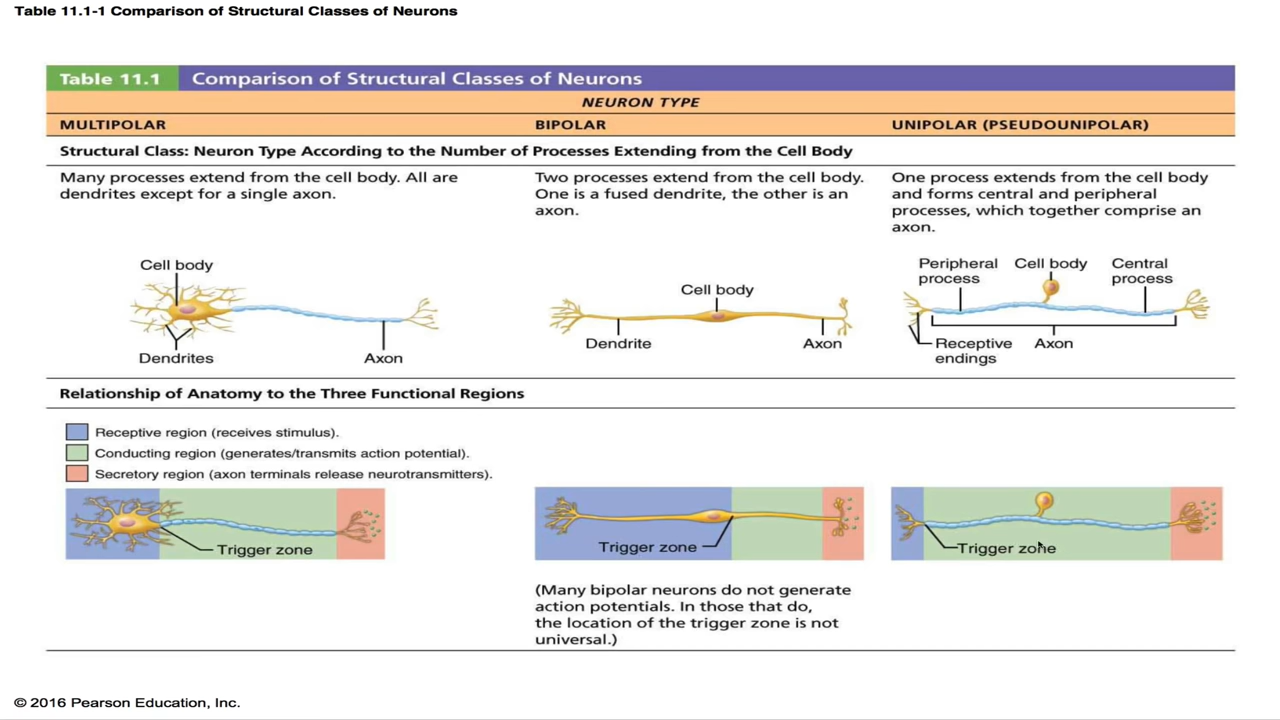 Table 11.1-1 Comparison of Structural Classes of Neurons
Table 11.1 Comparison of Structural Classes of Neurons
NEURON TYPE
MULTIPOLAR
BIPOLAR
UNIPOLAR (PSEUDOUNIPOLAR)
Structural Class: Neuron Type According to the Number of Processes Extending from the Cell Body
Many processes extend from the cell body. All are
dendrites except for a single axon.
Two processes extend from the cell body.
One is a fused dendrite, the other is an
axon.
One process extends from the cell body
and forms central and peripheral
processes, which together comprise an
axon.
Cell body
Dendrites
Axon
Cell body
Dendrite
Axon
Peripheral
process
Cell body
Central
process
Receptive
endings
Axon
Relationship of Anatomy to the Three Functional Regions
Receptive region (receives stimulus).
Conducting region (generates/transmits action potential).
Secretory region (axon terminals release neurotransmitters).
Trigger zone
Trigger zone
Trigger zone
(Many bipolar neurons do not generate
action potentials. In those that do,
the location of the trigger zone is not
universal.)
© 2016 Pearson Education, Inc.